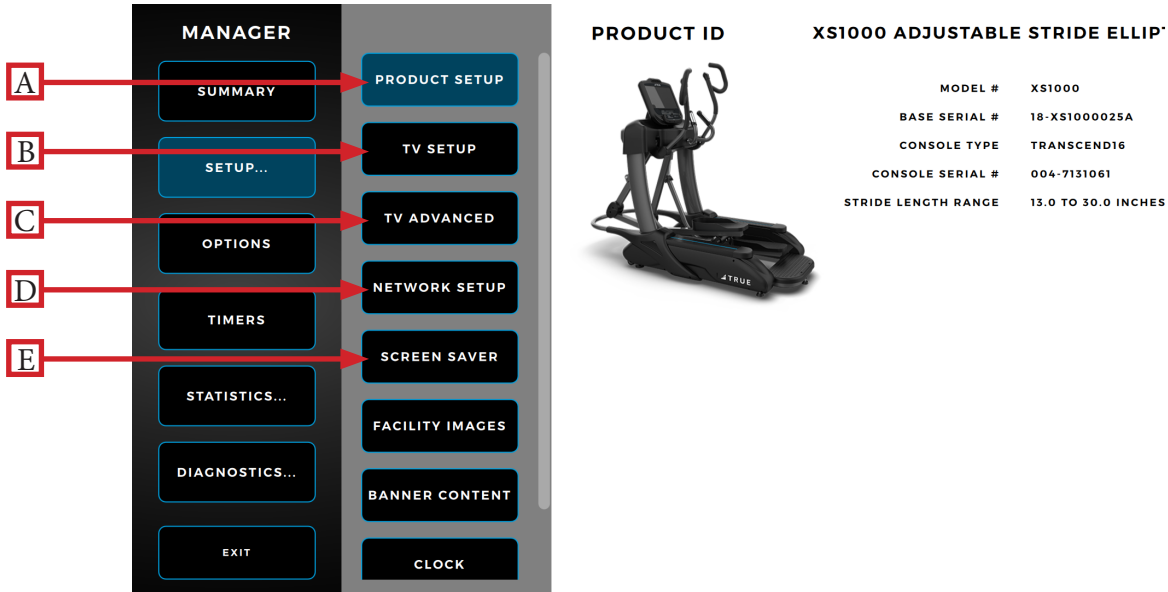 MANAGER
SUMMARY
SETUP...
OPTIONS
TIMERS
STATISTICS...
DIAGNOSTICS...
EXIT
A
B
C
D
E
PRODUCT SETUP
TV SETUP
TV ADVANCED
NETWORK SETUP
SCREEN SAVER
FACILITY IMAGES
BANNER CONTENT
CLOCK
PRODUCT ID
XS1000 ADJUSTABLE STRIDE ELLIPT
MODEL # XS1000
BASE SERIAL # 18-XS1000025A
CONSOLE TYPE TRANSCEND16
CONSOLE SERIAL # 004-7131061
STRIDE LENGTH RANGE 13.0 TO 30.0 INCHES
TRUE